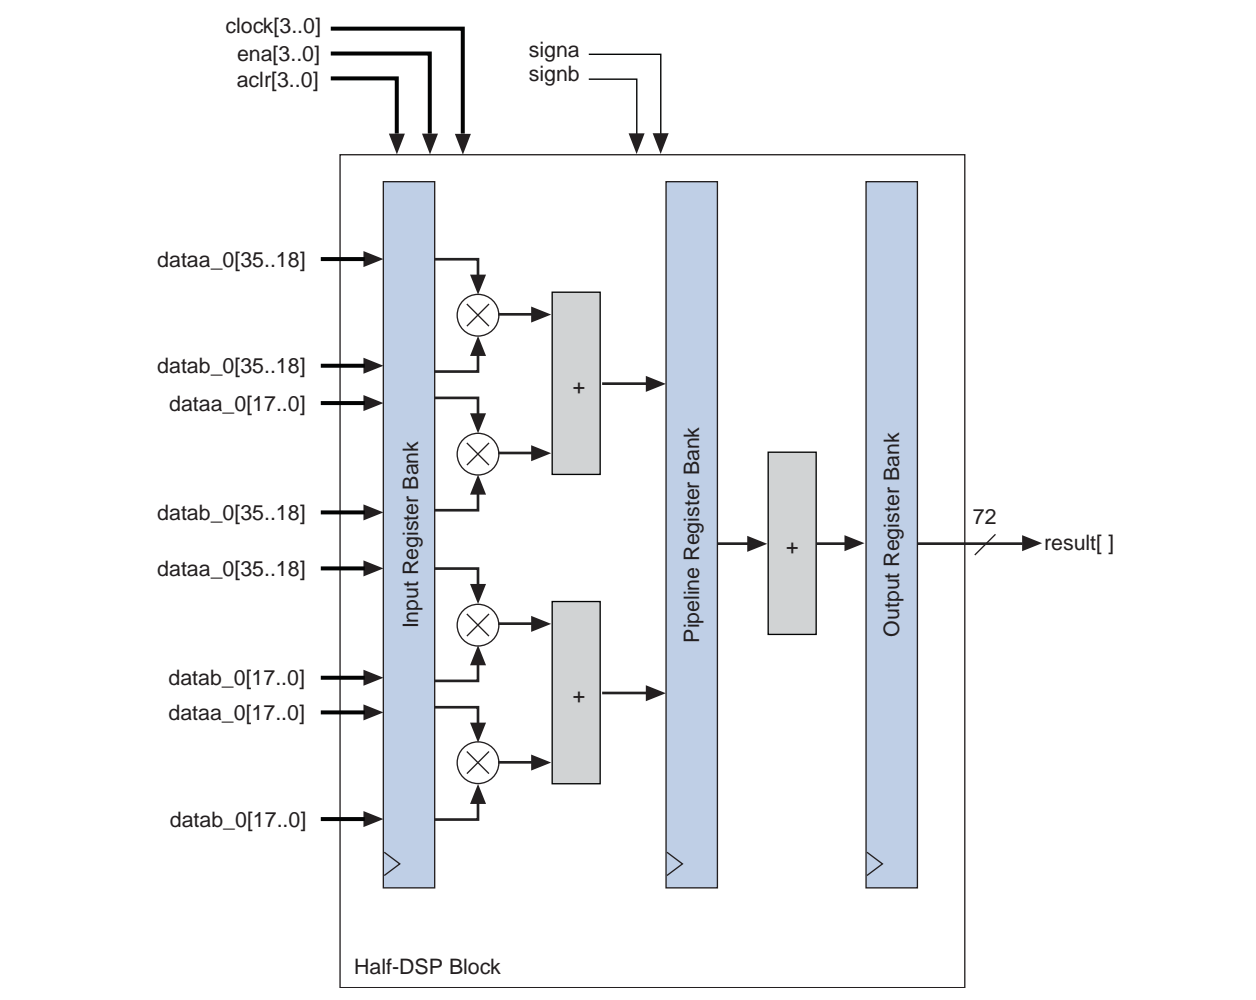 clock[3..0]
ena[3..0]
aclr[3..0]
signa
signb
dataa_0[35..18]
datab_0[35..18]
dataa_0[17..0]
datab_0[35..18]
dataa_0[35..18]
datab_0[17..0]
dataa_0[17..0]
datab_0[17..0]
Input Register Bank
+
+
Pipeline Register Bank
+
Output Register Bank
72
result[ ]
Half-DSP Block